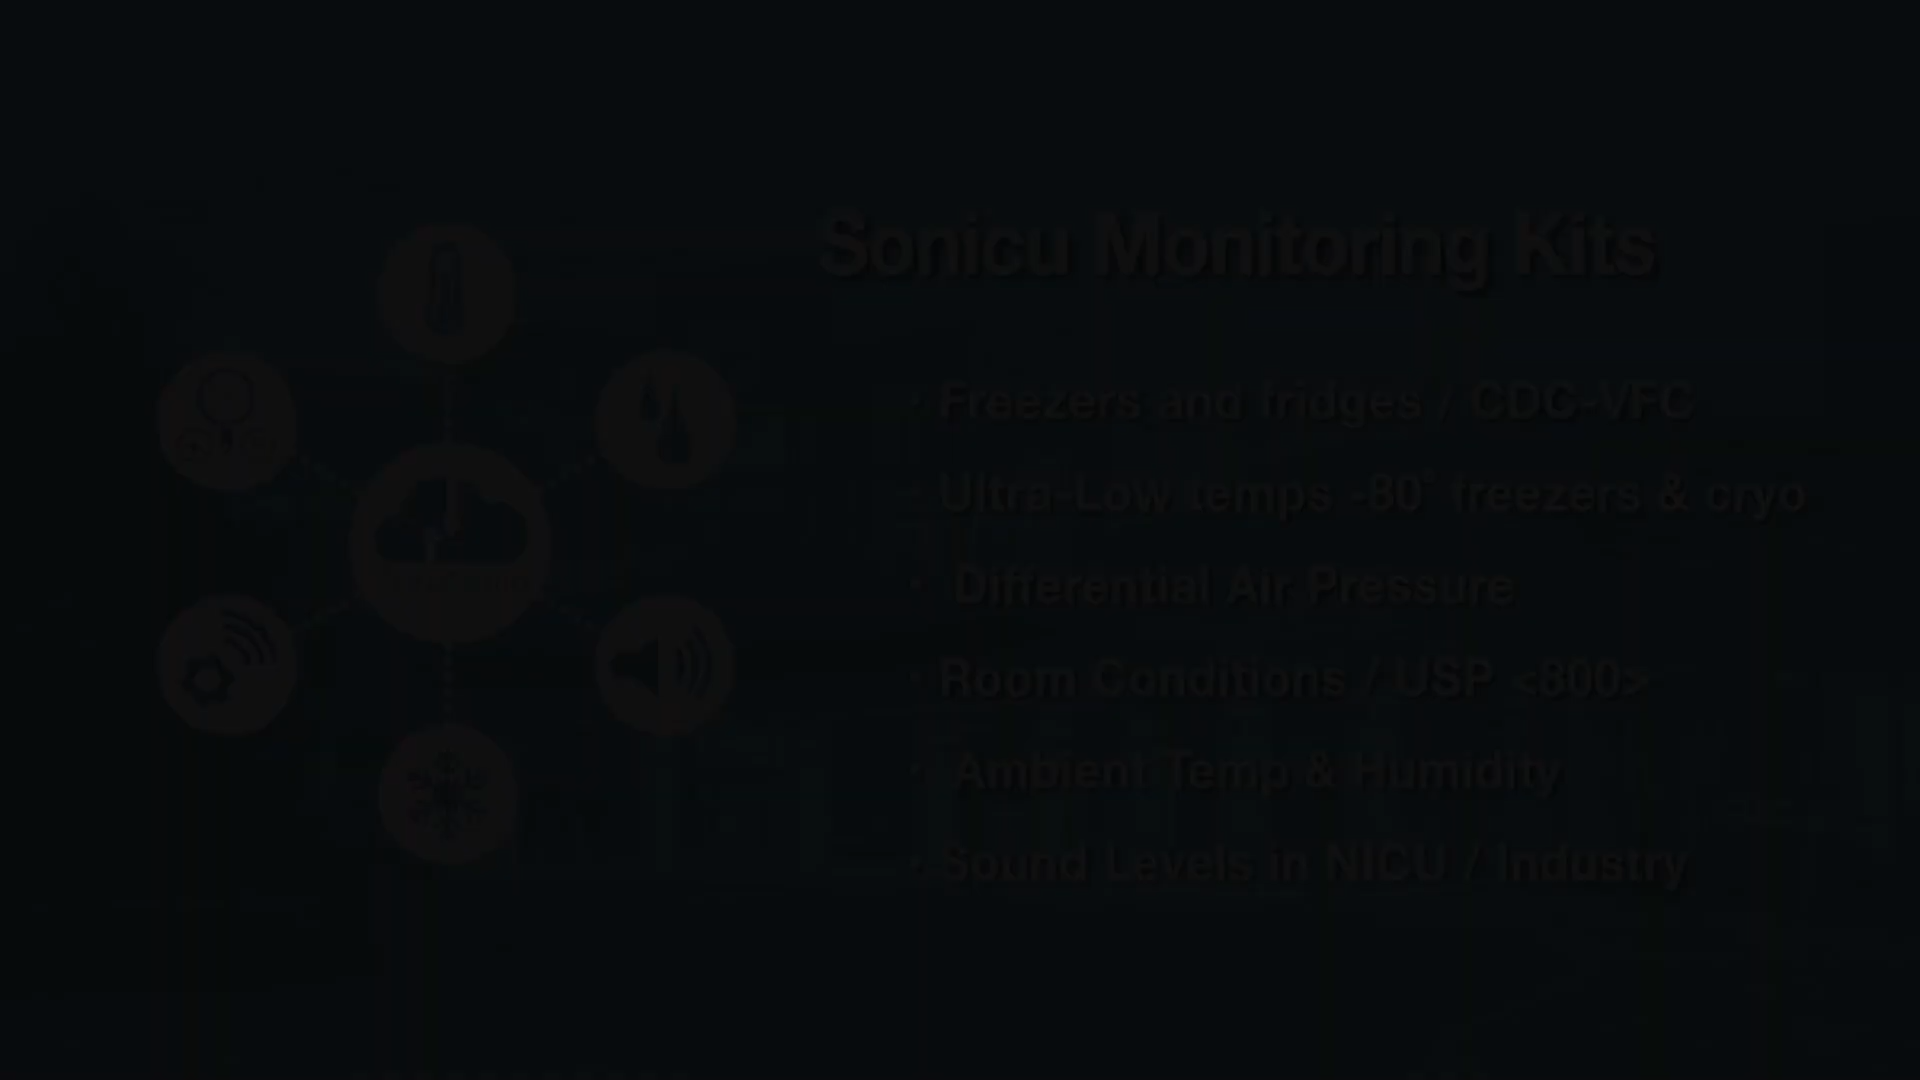 Sonicu Monitoring Kits
· Freezers and fridges / CDC-VFC
· Ultra-Low temps -80° freezers & cryo
· Differential Air Pressure
· Room Conditions / USP <800>
· Ambient Temp & Humidity
· Sound Levels in NICU / Industry